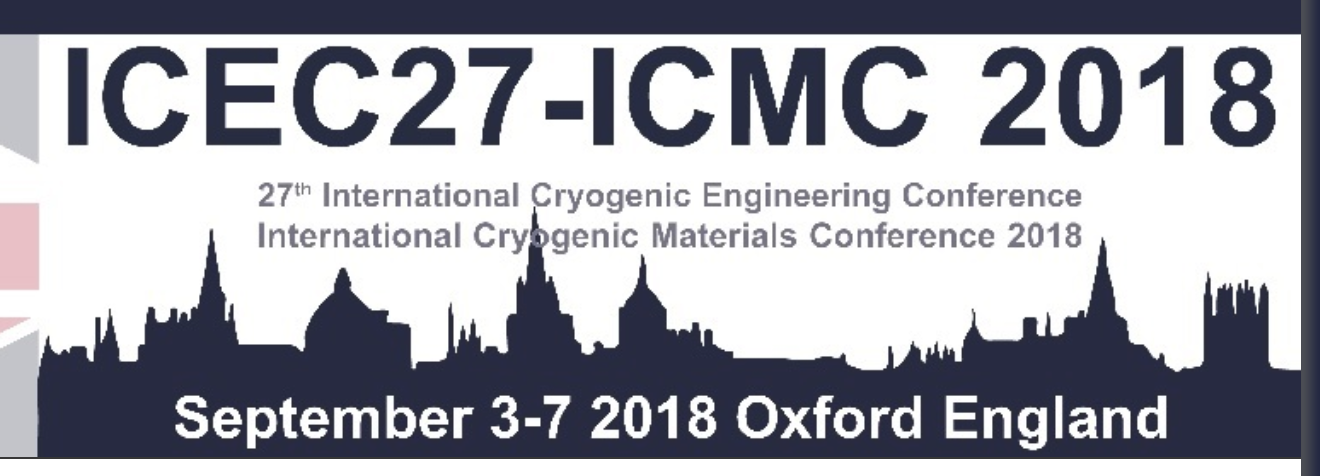 ICEC27-ICMC 2018
27th International Cryogenic Engineering Conference
International Cryogenic Materials Conference 2018
September 3-7 2018 Oxford England